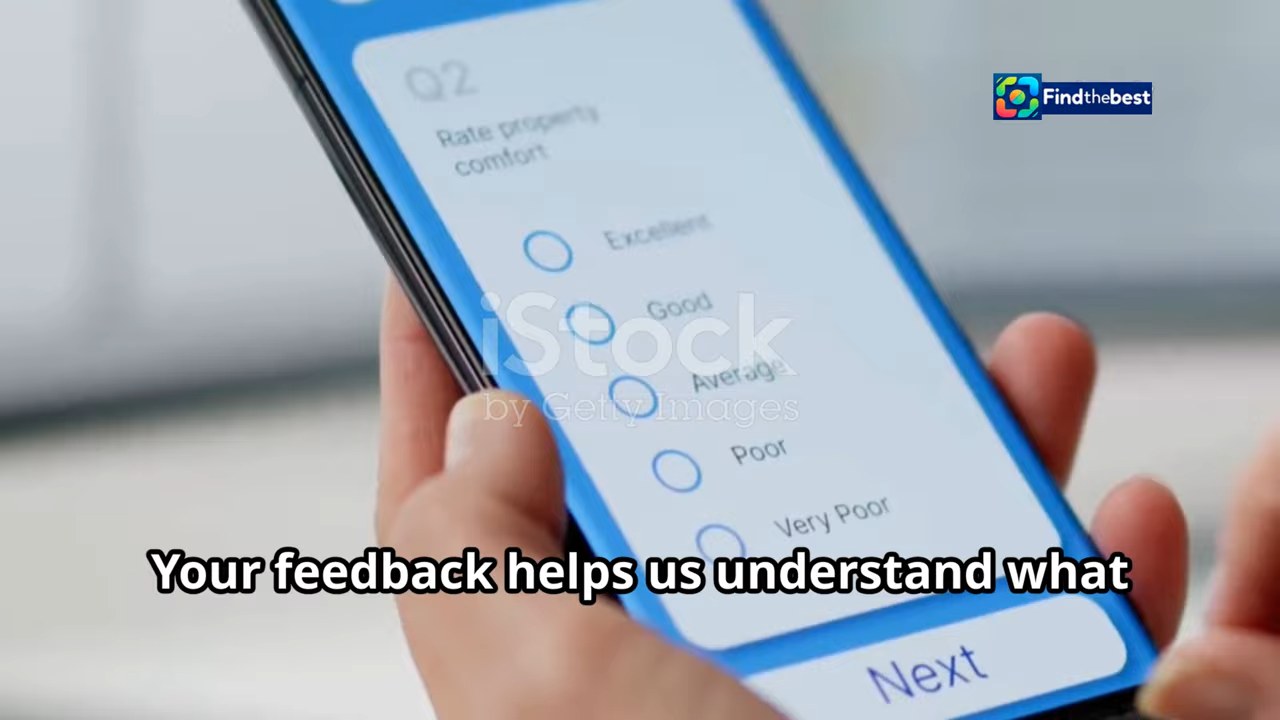 Q2
Findthebest
Rate property
comfort
Excellent
Good
iStock
Average
by Getty Images
Poor
Very Poor
Your feedback helps us understand what
Next